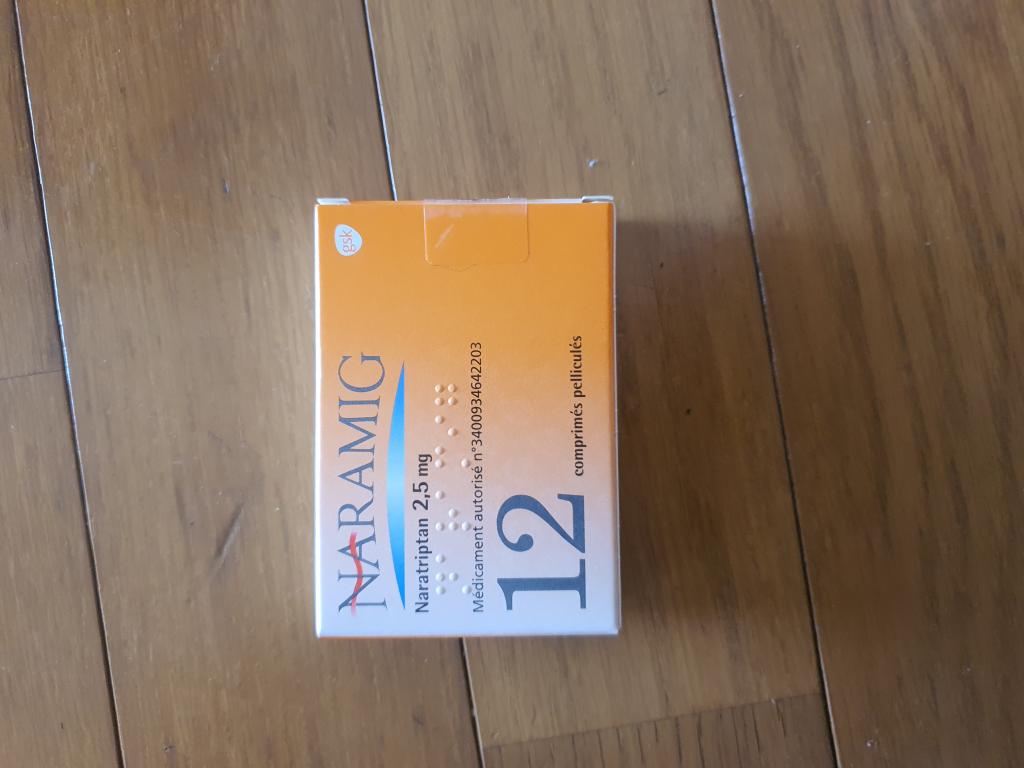 gsk
NARAMIG
Naratriptan 2,5 mg
Médicament autorisé n°3400934642203
12 comprimés pelliculés